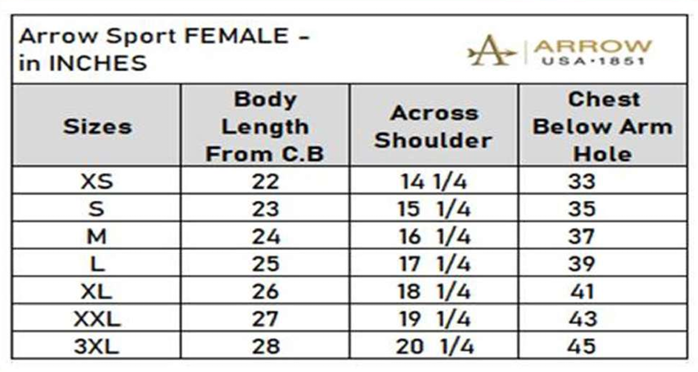 Arrow Sport FEMALE -
in INCHES
ARROW
USA·1851
Sizes Body Length From C.B Across Shoulder Chest Below Arm Hole
XS 22 14 1/4 33
S 23 15 1/4 35
M 24 16 1/4 37
L 25 17 1/4 39
XL 26 18 1/4 41
XXL 27 19 1/4 43
3XL 28 20 1/4 45